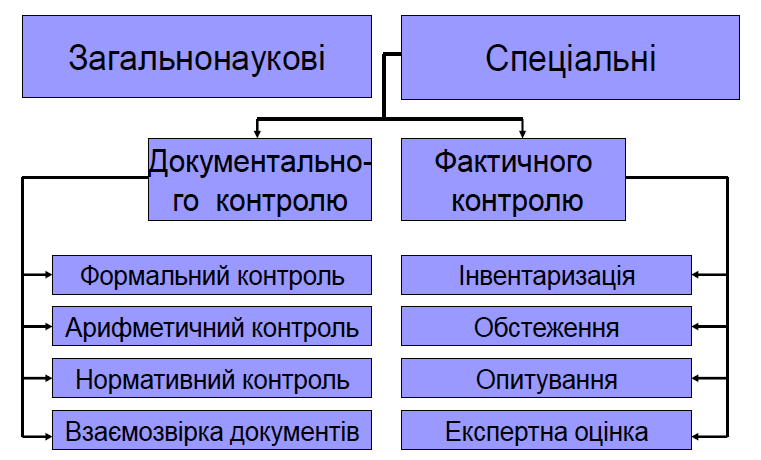 Загальнонаукові
Спеціальні
Документально-
го контролю
Фактичного
контролю
Формальний контроль
Арифметичний контроль
Нормативний контроль
Взаємозвірка документів
Інвентаризація
Обстеження
Опитування
Експертна оцінка